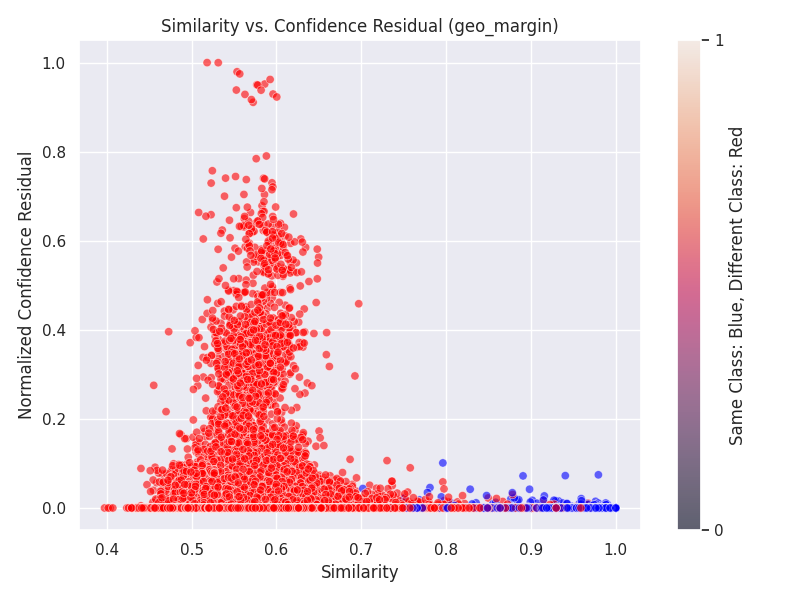 Similarity vs. Confidence Residual (geo_margin)
Normalized Confidence Residual
1.0
0.8
0.6
0.4
0.2
0.0
0.4 0.5 0.6 0.7 0.8 0.9 1.0
Similarity
1
0
Same Class: Blue, Different Class: Red